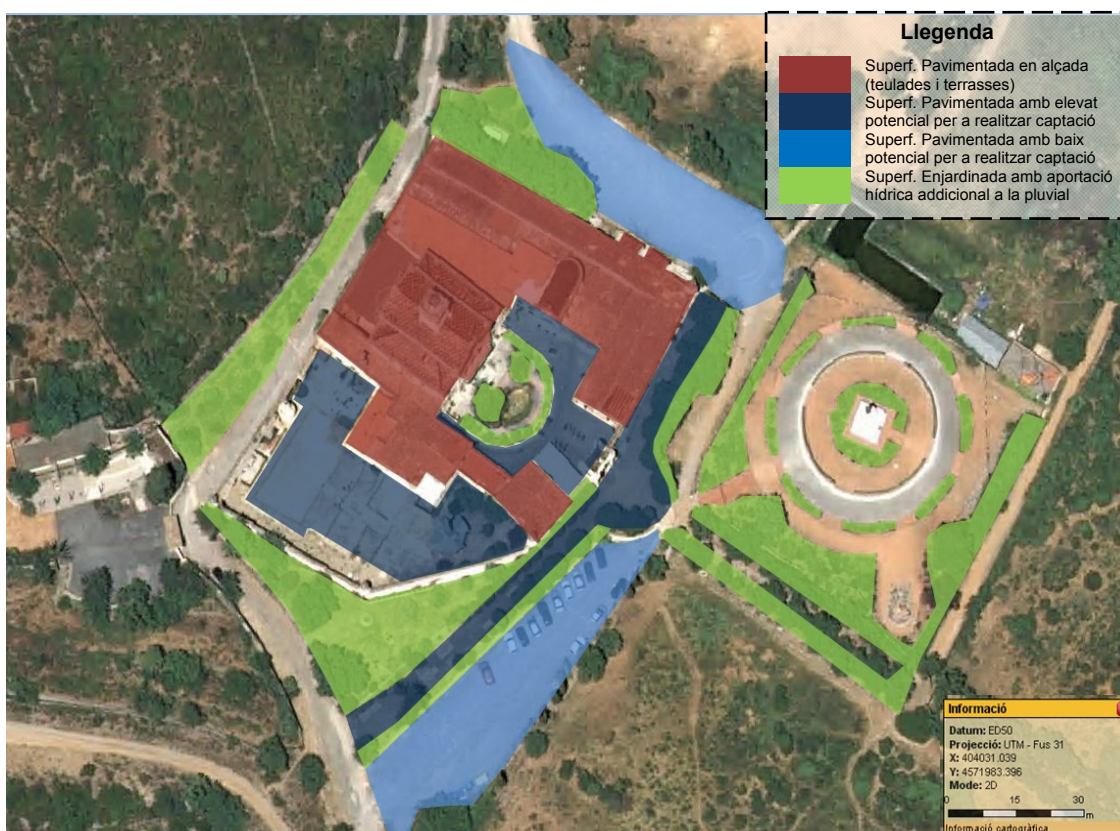 Llegenda
Superf. Pavimentada en alçada
(teulades i terrasses)
Superf. Pavimentada amb elevat
potencial per a realitzar captació
Superf. Pavimentada amb baix
potencial per a realitzar captació
Superf. Enjardinada amb aportació
hídrica addicional a la pluvial
Informació
Datum: ED50
Projecció: UTM - Fus 31
X: 404031.039
Y: 4571983.396
Mode: 2D
0 15 30
m
Informació cartogràfica